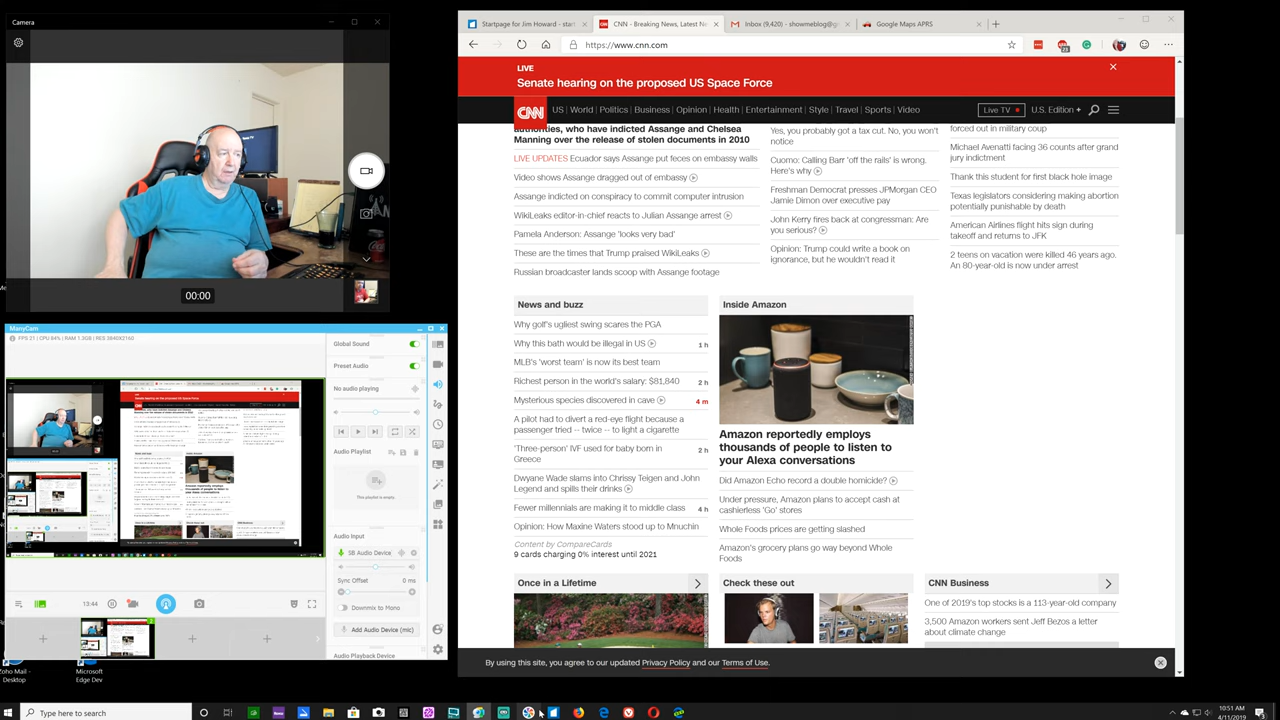 Camera
00:00
ManyCam
FPS 21 | CPU 84% | RAM 1.3GB | RES 3840X2160
Global Sound
Preset Audio
No audio playing
Audio Playlist
This playlist is empty
Audio Input
SB Audio Device
Sync Offset 0 ms
Downmix to Mono
Add Audio Device (mic)
Audio Playback Device
13:44
Zoho Mail - Desktop
Microsoft Edge Dev
Startpage for Jim Howard - start
CNN - Breaking News, Latest Ne
Inbox (9,420) - showmeblog@g
Google Maps APRS
https://www.cnn.com
LIVE
Senate hearing on the proposed US Space Force
CNN
US World Politics Business Opinion Health Entertainment Style Travel Sports Video
Live TV
U.S. Edition +
authorities, who have indicted Assange and Chelsea
Manning over the release of stolen documents in 2010
LIVE UPDATES Ecuador says Assange put feces on embassy walls
Video shows Assange dragged out of embassy
Assange indicted on conspiracy to commit computer intrusion
WikiLeaks editor-in-chief reacts to Julian Assange arrest
Pamela Anderson: Assange 'looks very bad'
These are the times that Trump praised WikiLeaks
Russian broadcaster lands scoop with Assange footage
Yes, you probably got a tax cut. No, you won't
notice
Cuomo: Calling Barr 'off the rails' is wrong.
Here's why
Freshman Democrat presses JPMorgan CEO
Jamie Dimon over executive pay
John Kerry fires back at congressman: Are
you serious?
Opinion: Trump could write a book on
ignorance, but he wouldn't read it
forced out in military coup
Michael Avenatti facing 36 counts after grand
jury indictment
Thank this student for first black hole image
Texas legislators considering making abortion
potentially punishable by death
American Airlines flight hits sign during
takeoff and returns to JFK
2 teens on vacation were killed 46 years ago.
An 80-year-old is now under arrest
News and buzz
Why golf's ugliest swing scares the PGA
Why this bath would be illegal in US 1 h
MLB's 'worst team' is now its best team
Richest person in the world's salary: $81,840 2 h
Mysterious species discovered in cave 4 m
A pilot had to divert a huge flight because a
passenger tried -- twice -- to light a cigarette
'Three-person' IVF used for baby born in 2 h
Greece
Dwyane Wade slams into Chrissy Teigen and John
Legend and spills their drinks
Fewer millennials are making it to middle class 4 h
Opinion: How Maxine Waters stood up to Mnuchin
Content by CompareCards
9 cards charging 0% interest until 2021
Inside Amazon
Amazon reportedly employs
thousands of people to listen to
your Alexa conversations
Did Amazon Echo record a double homicide?
Under pressure, Amazon plans to accept cash at
cashierless 'Go' stores
Whole Foods prices are getting slashed
Amazon's grocery plans go way beyond Whole
Foods
Once in a Lifetime
Check these out
CNN Business
One of 2019's top stocks is a 113-year-old company
3,500 Amazon workers sent Jeff Bezos a letter
about climate change
By using this site, you agree to our updated Privacy Policy and our Terms of Use.
Type here to search
10:51 AM
4/11/2019